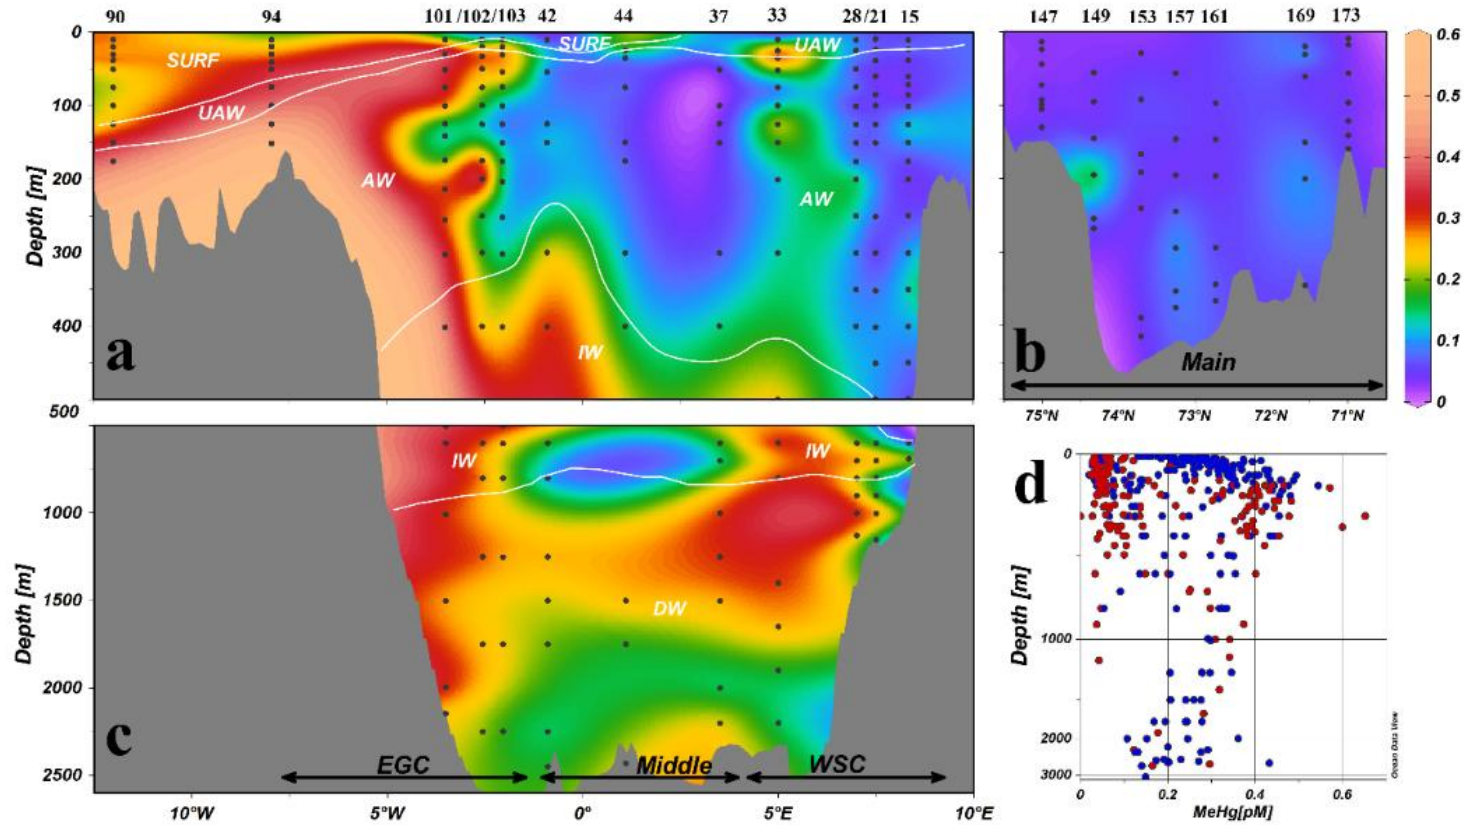 90 94 101 /102 /103 42 44 37 33 28 /21 15
147 149 153 157 161 169 173
0
100
200
300
400
500
Depth [m]
SURF
UAW
AW
SURF
UAW
AW
IW
a
b
Main
75°N 74°N 73°N 72°N 71°N
0.6
0.5
0.4
0.3
0.2
0.1
0
1000
1500
2000
2500
Depth [m]
IW
IW
DW
c
EGC
Middle
WSC
10°W 5°W 0° 5°E 10°E
d
0
1000
2000
3000
Depth [m]
0 0.2 0.4 0.6
MeHg[pM]
Ocean Data View